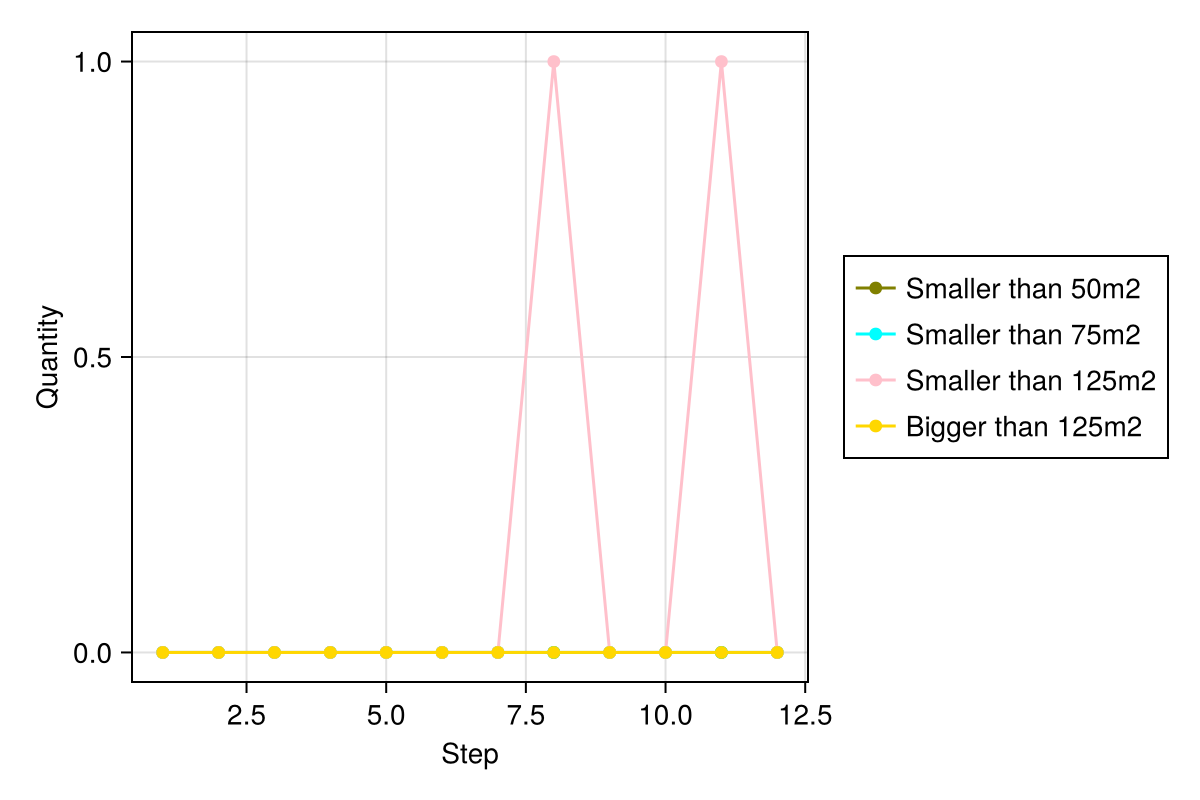 1.0
0.5
0.0
Quantity
2.5 5.0 7.5 10.0 12.5
Step
Smaller than 50m2
Smaller than 75m2
Smaller than 125m2
Bigger than 125m2